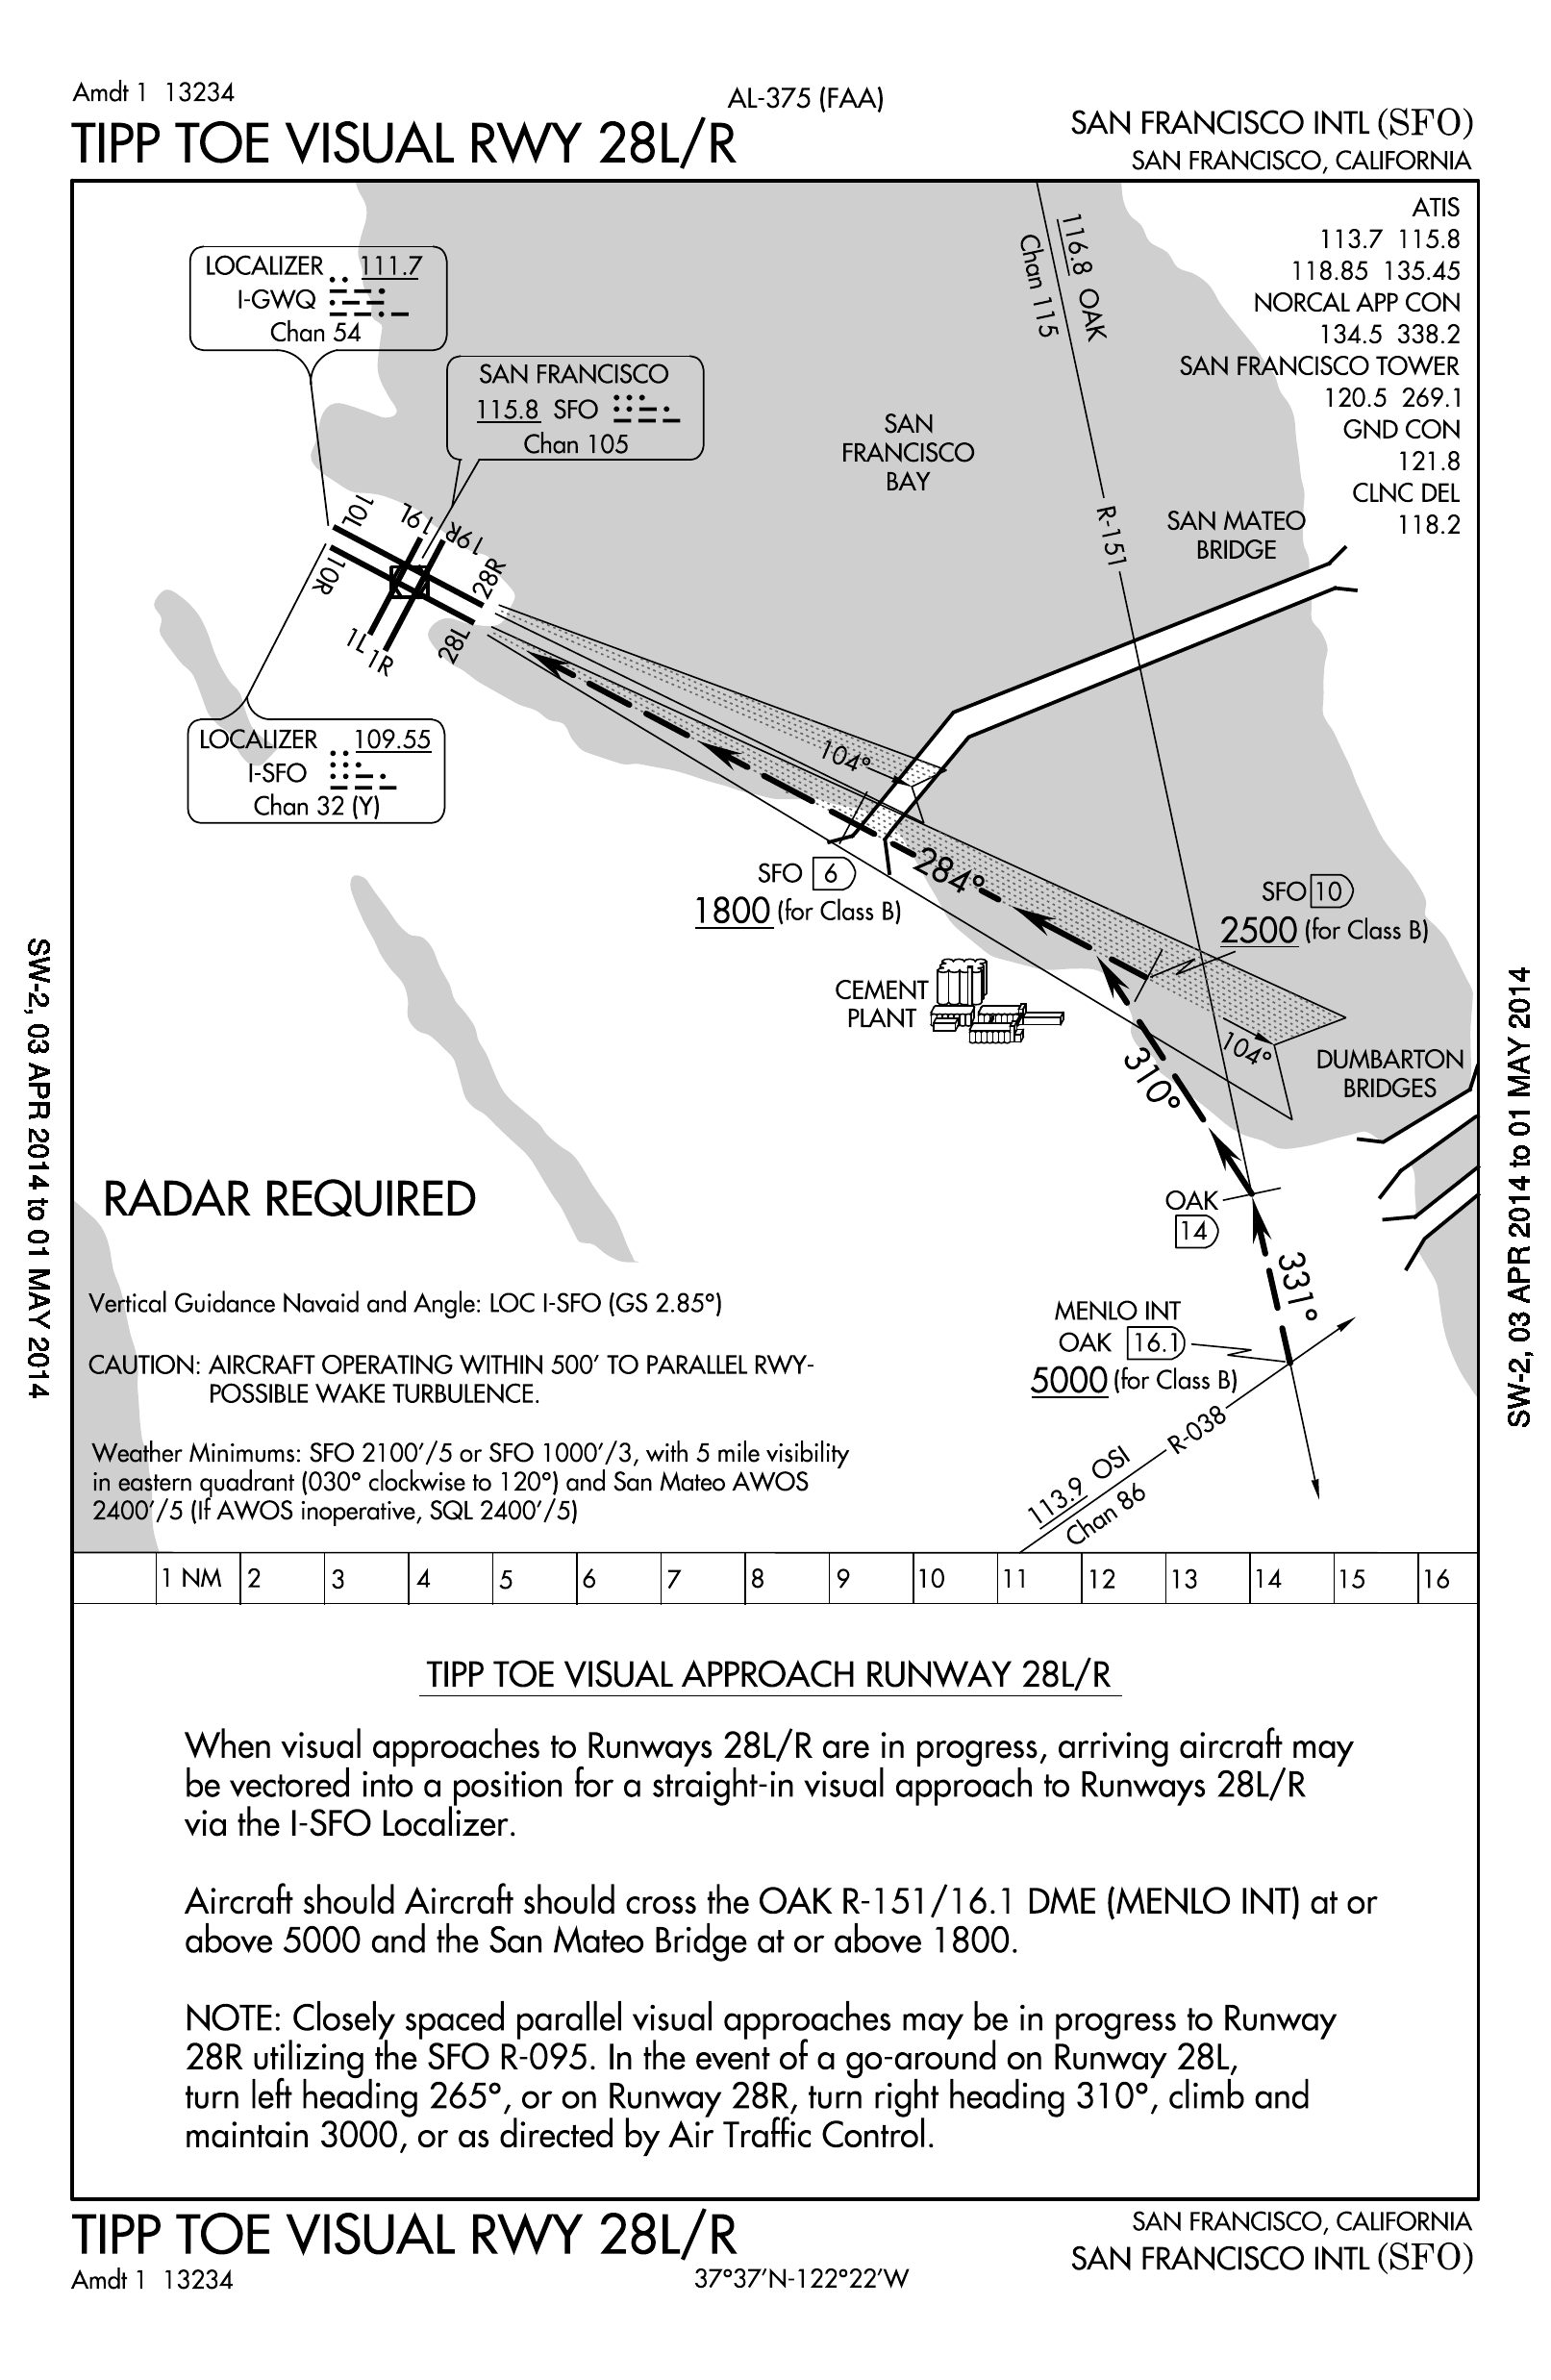 Amdt 1 13234
AL-375 (FAA)
TIPP TOE VISUAL RWY 28L/R
SAN FRANCISCO INTL (SFO)
SAN FRANCISCO, CALIFORNIA
ATIS
113.7 115.8
118.85 135.45
NORCAL APP CON
134.5 338.2
SAN FRANCISCO TOWER
120.5 269.1
GND CON
121.8
CLNC DEL
118.2
LOCALIZER 111.7
I-GWQ
Chan 54
SAN FRANCISCO
115.8 SFO
Chan 105
116.8 OAK
Chan 115
R-151
SAN
FRANCISCO
BAY
SAN MATEO
BRIDGE
10L
10R
19L
19R
28R
28L
1L
1R
LOCALIZER 109.55
I-SFO
Chan 32 (Y)
104°
284°
SFO 6
1800 (for Class B)
SFO 10
2500 (for Class B)
CEMENT
PLANT
310°
104°
DUMBARTON
BRIDGES
RADAR REQUIRED
OAK
14
331°
MENLO INT
OAK 16.1
5000 (for Class B)
R-038
113.9 OSI
Chan 86
Vertical Guidance Navaid and Angle: LOC I-SFO (GS 2.85°)
CAUTION: AIRCRAFT OPERATING WITHIN 500' TO PARALLEL RWY-
POSSIBLE WAKE TURBULENCE.
Weather Minimums: SFO 2100'/5 or SFO 1000'/3, with 5 mile visibility
in eastern quadrant (030° clockwise to 120°) and San Mateo AWOS
2400'/5 (If AWOS inoperative, SQL 2400'/5)
1 NM 2 3 4 5 6 7 8 9 10 11 12 13 14 15 16
TIPP TOE VISUAL APPROACH RUNWAY 28L/R
When visual approaches to Runways 28L/R are in progress, arriving aircraft may
be vectored into a position for a straight-in visual approach to Runways 28L/R
via the I-SFO Localizer.
Aircraft should Aircraft should cross the OAK R-151/16.1 DME (MENLO INT) at or
above 5000 and the San Mateo Bridge at or above 1800.
NOTE: Closely spaced parallel visual approaches may be in progress to Runway
28R utilizing the SFO R-095. In the event of a go-around on Runway 28L,
turn left heading 265°, or on Runway 28R, turn right heading 310°, climb and
maintain 3000, or as directed by Air Traffic Control.
TIPP TOE VISUAL RWY 28L/R
Amdt 1 13234
37°37'N-122°22'W
SAN FRANCISCO, CALIFORNIA
SAN FRANCISCO INTL (SFO)
SW-2, 03 APR 2014 to 01 MAY 2014
SW-2, 03 APR 2014 to 01 MAY 2014